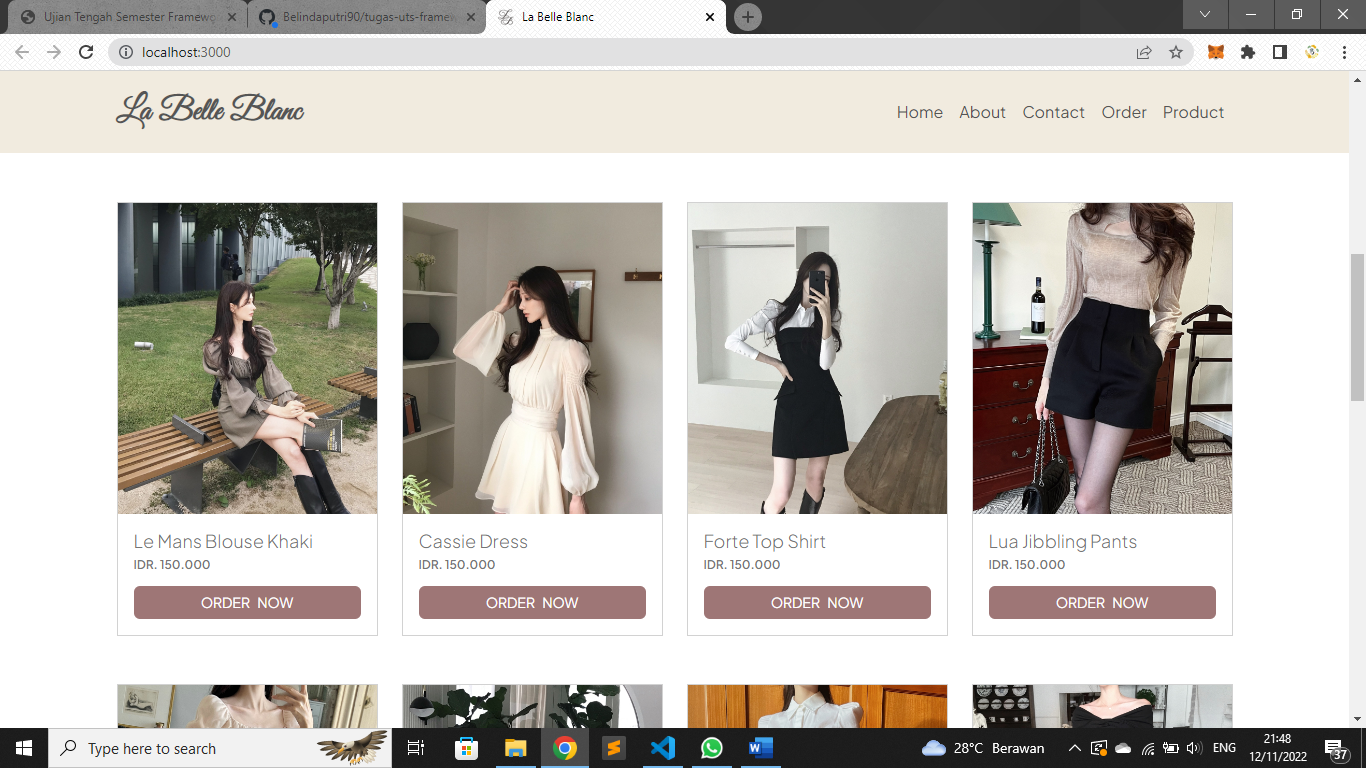 Ujian Tengah Semester Framewo
Belindaputri90/tugas-uts-framew
La Belle Blanc
localhost:3000
La Belle Blanc
Home About Contact Order Product
Le Mans Blouse Khaki
IDR. 150.000
ORDER NOW
Cassie Dress
IDR. 150.000
ORDER NOW
Forte Top Shirt
IDR. 150.000
ORDER NOW
Lua Jibbling Pants
IDR. 150.000
ORDER NOW
Type here to search
28°C Berawan
ENG
21:48
12/11/2022
37